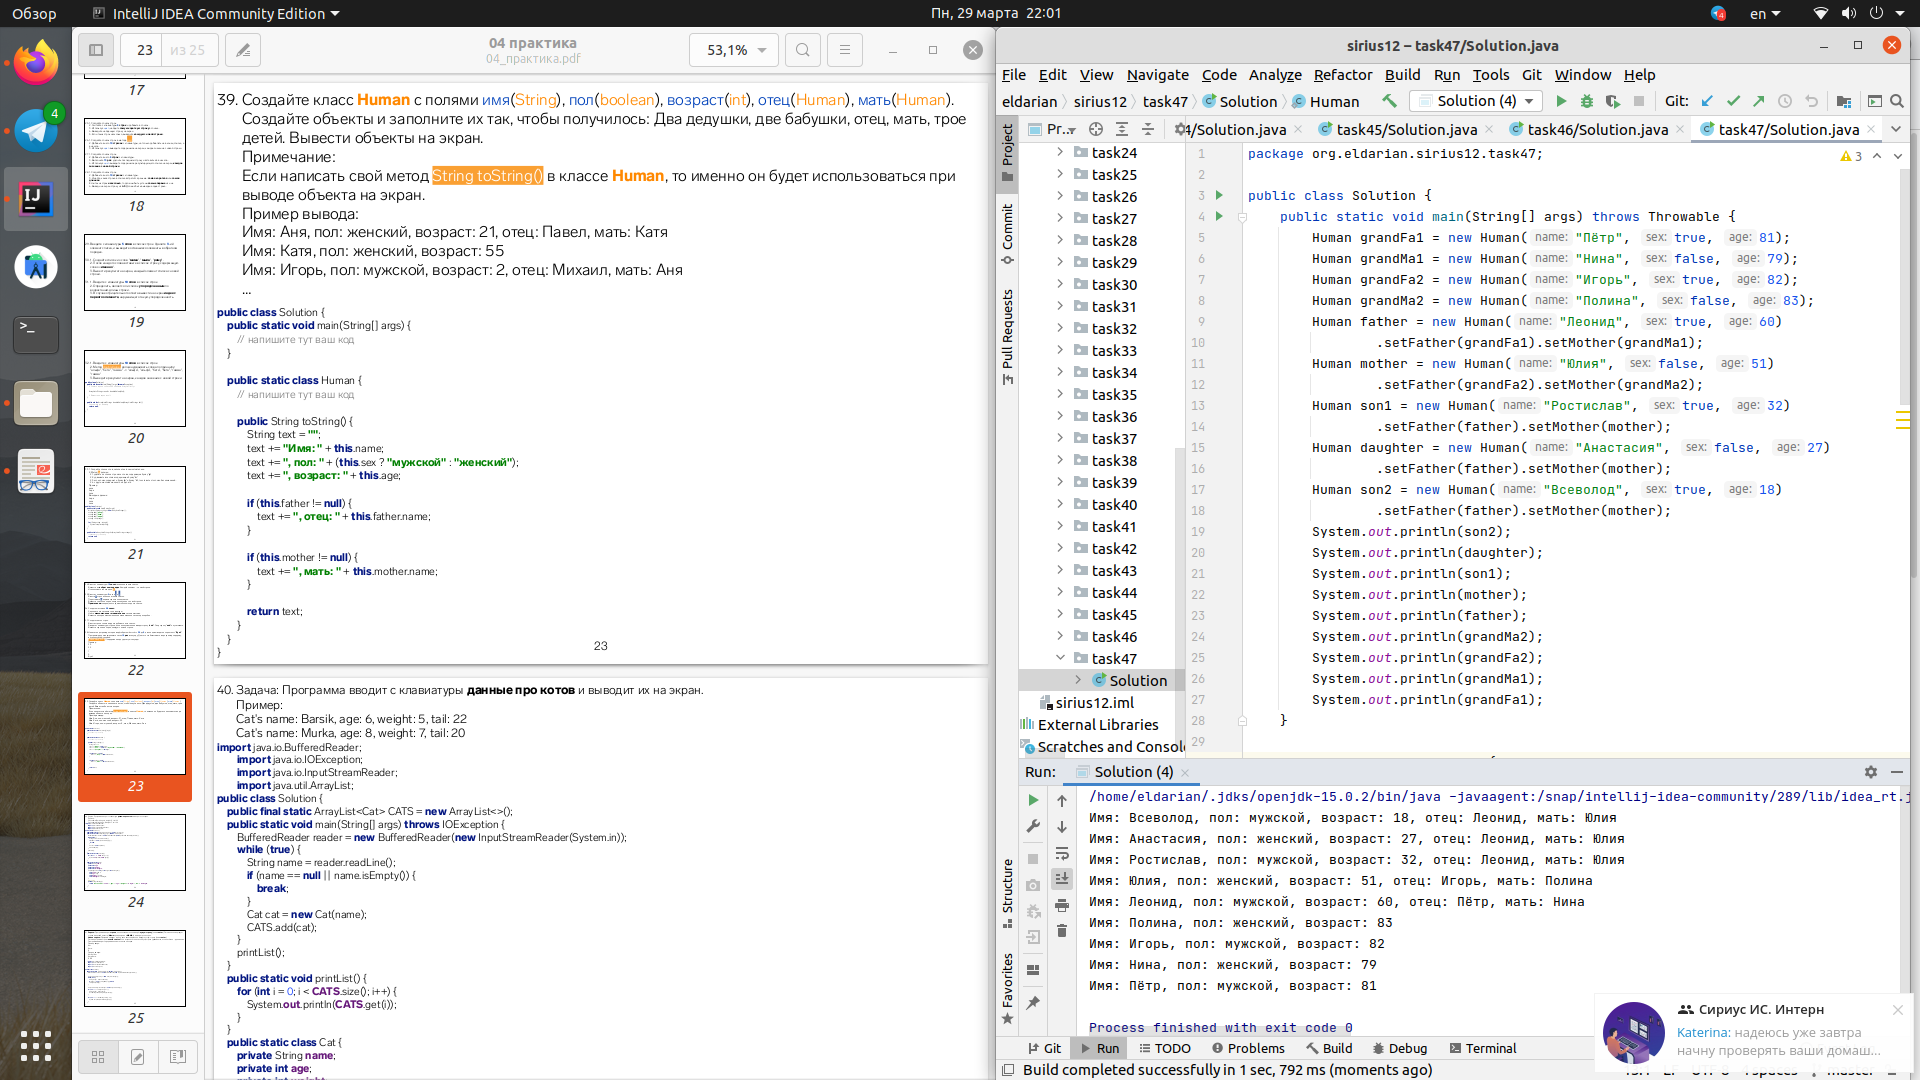 Обзор
IntelliJ IDEA Community Edition
Пн, 29 марта 22:01
en
4
23 из 25
04 практика
04_практика.pdf
53,1%
17
18
19
20
21
22
23
24
25
39. Создайте класс Human с полями имя(String), пол(boolean), возраст(int), отец(Human), мать(Human).
Создайте объекты и заполните их так, чтобы получилось: Два дедушки, две бабушки, отец, мать, трое
детей. Вывести объекты на экран.
Примечание:
Если написать свой метод String toString() в классе Human, то именно он будет использоваться при
выводе объекта на экран.
Пример вывода:
Имя: Аня, пол: женский, возраст: 21, отец: Павел, мать: Катя
Имя: Катя, пол: женский, возраст: 55
Имя: Игорь, пол: мужской, возраст: 2, отец: Михаил, мать: Аня
...
public class Solution {
public static void main(String[] args) {
// напишите тут ваш код
}
public static class Human {
// напишите тут ваш код
public String toString() {
String text = "";
text += "Имя: " + this.name;
text += ", пол: " + (this.sex ? "мужской" : "женский");
text += ", возраст: " + this.age;
if (this.father != null) {
text += ", отец: " + this.father.name;
}
if (this.mother != null) {
text += ", мать: " + this.mother.name;
}
return text;
}
}
}
23
40. Задача: Программа вводит с клавиатуры данные про котов и выводит их на экран.
Пример:
Cat's name: Barsik, age: 6, weight: 5, tail: 22
Cat's name: Murka, age: 8, weight: 7, tail: 20
import java.io.BufferedReader;
import java.io.IOException;
import java.io.InputStreamReader;
import java.util.ArrayList;
public class Solution {
public final static ArrayList<Cat> CATS = new ArrayList<>();
public static void main(String[] args) throws IOException {
BufferedReader reader = new BufferedReader(new InputStreamReader(System.in));
while (true) {
String name = reader.readLine();
if (name == null || name.isEmpty()) {
break;
}
Cat cat = new Cat(name);
CATS.add(cat);
}
printList();
}
public static void printList() {
for (int i = 0; i < CATS.size(); i++) {
System.out.println(CATS.get(i));
}
}
public static class Cat {
private String name;
private int age;
sirius12 – task47/Solution.java
File Edit View Navigate Code Analyze Refactor Build Run Tools Git Window Help
eldarian sirius12 task47 Solution Human
Solution (4)
Git:
Project
Commit
Pull Requests
Structure
Favorites
Pr...
4/Solution.java task45/Solution.java task46/Solution.java task47/Solution.java
task24
task25
task26
task27
task28
task29
task30
task31
task32
task33
task34
task35
task36
task37
task38
task39
task40
task41
task42
task43
task44
task45
task46
task47
Solution
sirius12.iml
External Libraries
Scratches and Consol
3
1 package org.eldarian.sirius12.task47;
2
3 public class Solution {
4 public static void main(String[] args) throws Throwable {
5 Human grandFa1 = new Human( name: "Пётр", sex: true, age: 81);
6 Human grandMa1 = new Human( name: "Нина", sex: false, age: 79);
7 Human grandFa2 = new Human( name: "Игорь", sex: true, age: 82);
8 Human grandMa2 = new Human( name: "Полина", sex: false, age: 83);
9 Human father = new Human( name: "Леонид", sex: true, age: 60)
10 .setFather(grandFa1).setMother(grandMa1);
11 Human mother = new Human( name: "Юлия", sex: false, age: 51)
12 .setFather(grandFa2).setMother(grandMa2);
13 Human son1 = new Human( name: "Ростислав", sex: true, age: 32)
14 .setFather(father).setMother(mother);
15 Human daughter = new Human( name: "Анастасия", sex: false, age: 27)
16 .setFather(father).setMother(mother);
17 Human son2 = new Human( name: "Всеволод", sex: true, age: 18)
18 .setFather(father).setMother(mother);
19 System.out.println(son2);
20 System.out.println(daughter);
21 System.out.println(son1);
22 System.out.println(mother);
23 System.out.println(father);
24 System.out.println(grandMa2);
25 System.out.println(grandFa2);
26 System.out.println(grandMa1);
27 System.out.println(grandFa1);
28 }
29
Run: Solution (4)
/home/eldarian/.jdks/openjdk-15.0.2/bin/java -javaagent:/snap/intellij-idea-community/289/lib/idea_rt.j
Имя: Всеволод, пол: мужской, возраст: 18, отец: Леонид, мать: Юлия
Имя: Анастасия, пол: женский, возраст: 27, отец: Леонид, мать: Юлия
Имя: Ростислав, пол: мужской, возраст: 32, отец: Леонид, мать: Юлия
Имя: Юлия, пол: женский, возраст: 51, отец: Игорь, мать: Полина
Имя: Леонид, пол: мужской, возраст: 60, отец: Пётр, мать: Нина
Имя: Полина, пол: женский, возраст: 83
Имя: Игорь, пол: мужской, возраст: 82
Имя: Нина, пол: женский, возраст: 79
Имя: Пётр, пол: мужской, возраст: 81
Process finished with exit code 0
Git Run TODO Problems Build Debug Terminal
Build completed successfully in 1 sec, 792 ms (moments ago)
Сириус ИС. Интерн
Katerina: надеюсь уже завтра
начну проверять ваши домаш...